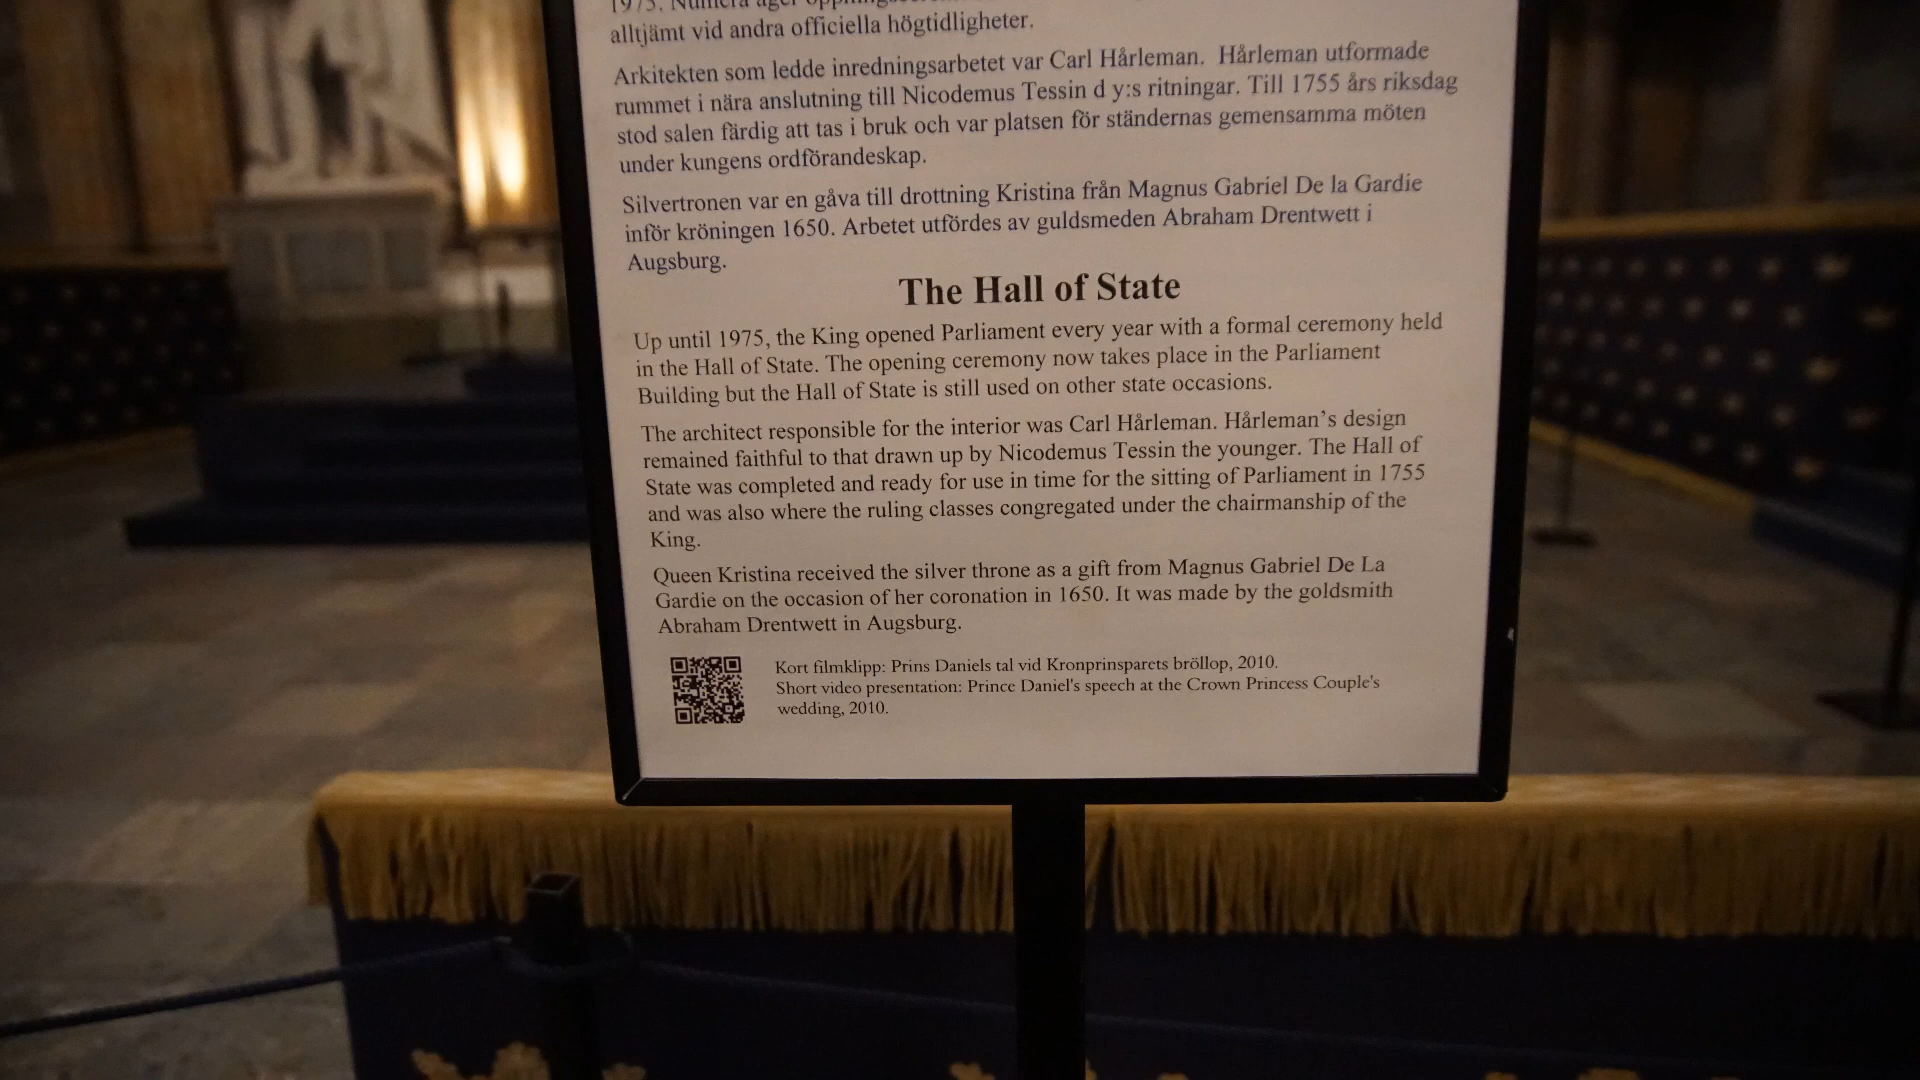 1975. Numera äger
alltjämt vid andra officiella högtidligheter.
Arkitekten som ledde inredningsarbetet var Carl Hårleman. Hårleman utformade
rummet i nära anslutning till Nicodemus Tessin d y:s ritningar. Till 1755 års riksdag
stod salen färdig att tas i bruk och var platsen för ständernas gemensamma möten
under kungens ordförandeskap.
Silvertronen var en gåva till drottning Kristina från Magnus Gabriel De la Gardie
inför kröningen 1650. Arbetet utfördes av guldsmeden Abraham Drentwett i
Augsburg.
The Hall of State
Up until 1975, the King opened Parliament every year with a formal ceremony held
in the Hall of State. The opening ceremony now takes place in the Parliament
Building but the Hall of State is still used on other state occasions.
The architect responsible for the interior was Carl Hårleman. Hårleman’s design
remained faithful to that drawn up by Nicodemus Tessin the younger. The Hall of
State was completed and ready for use in time for the sitting of Parliament in 1755
and was also where the ruling classes congregated under the chairmanship of the
King.
Queen Kristina received the silver throne as a gift from Magnus Gabriel De La
Gardie on the occasion of her coronation in 1650. It was made by the goldsmith
Abraham Drentwett in Augsburg.
Kort filmklipp: Prins Daniels tal vid Kronprinsparets bröllop, 2010.
Short video presentation: Prince Daniel's speech at the Crown Princess Couple's
wedding, 2010.